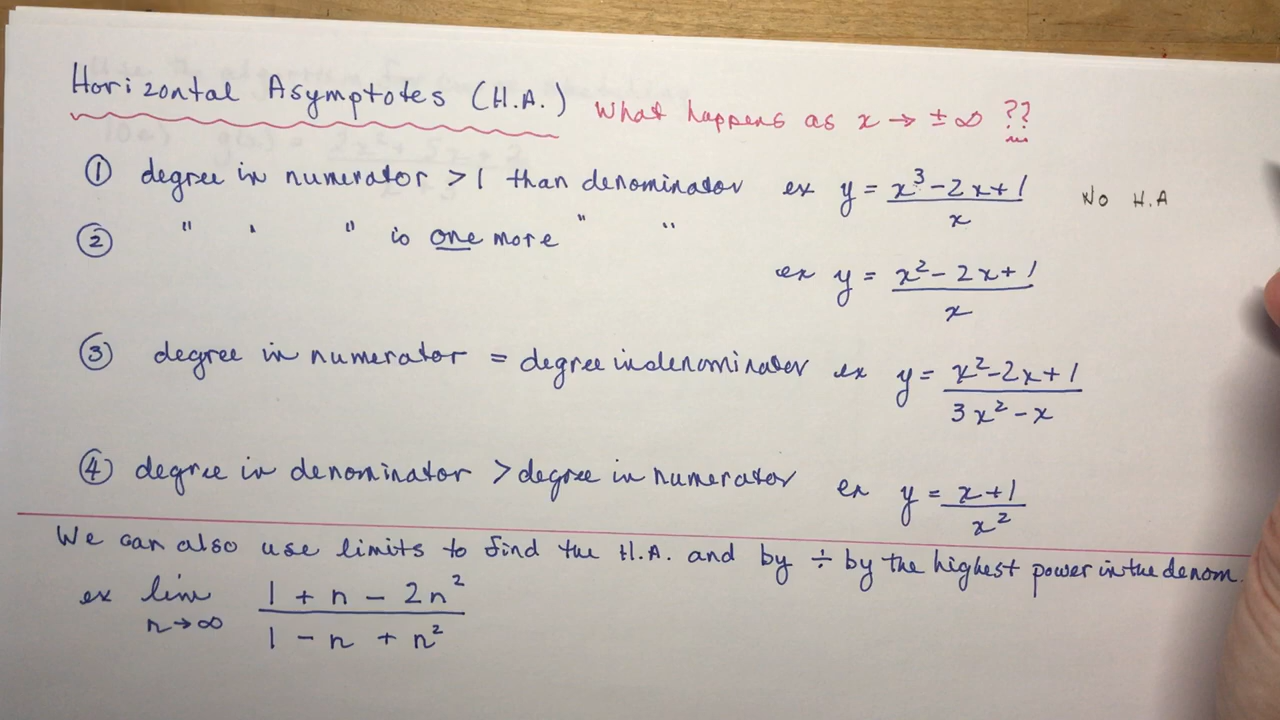 Horizontal Asymptotes (H.A.) What happens as x → ± ∞ ??
① degree in numerator > 1 than denominator ex y = (x³ - 2x + 1)/x No H.A
② " " " is one more " "
ex y = (x² - 2x + 1)/x
③ degree in numerator = degree in denominator ex y = (x² - 2x + 1)/(3x² - x)
④ degree in denominator > degree in numerator ex y = (x + 1)/x²
We can also use limits to find the H.A. and by ÷ by the highest power in the denom.
ex lim n→∞ (1 + n - 2n²)/(1 - n + n²)